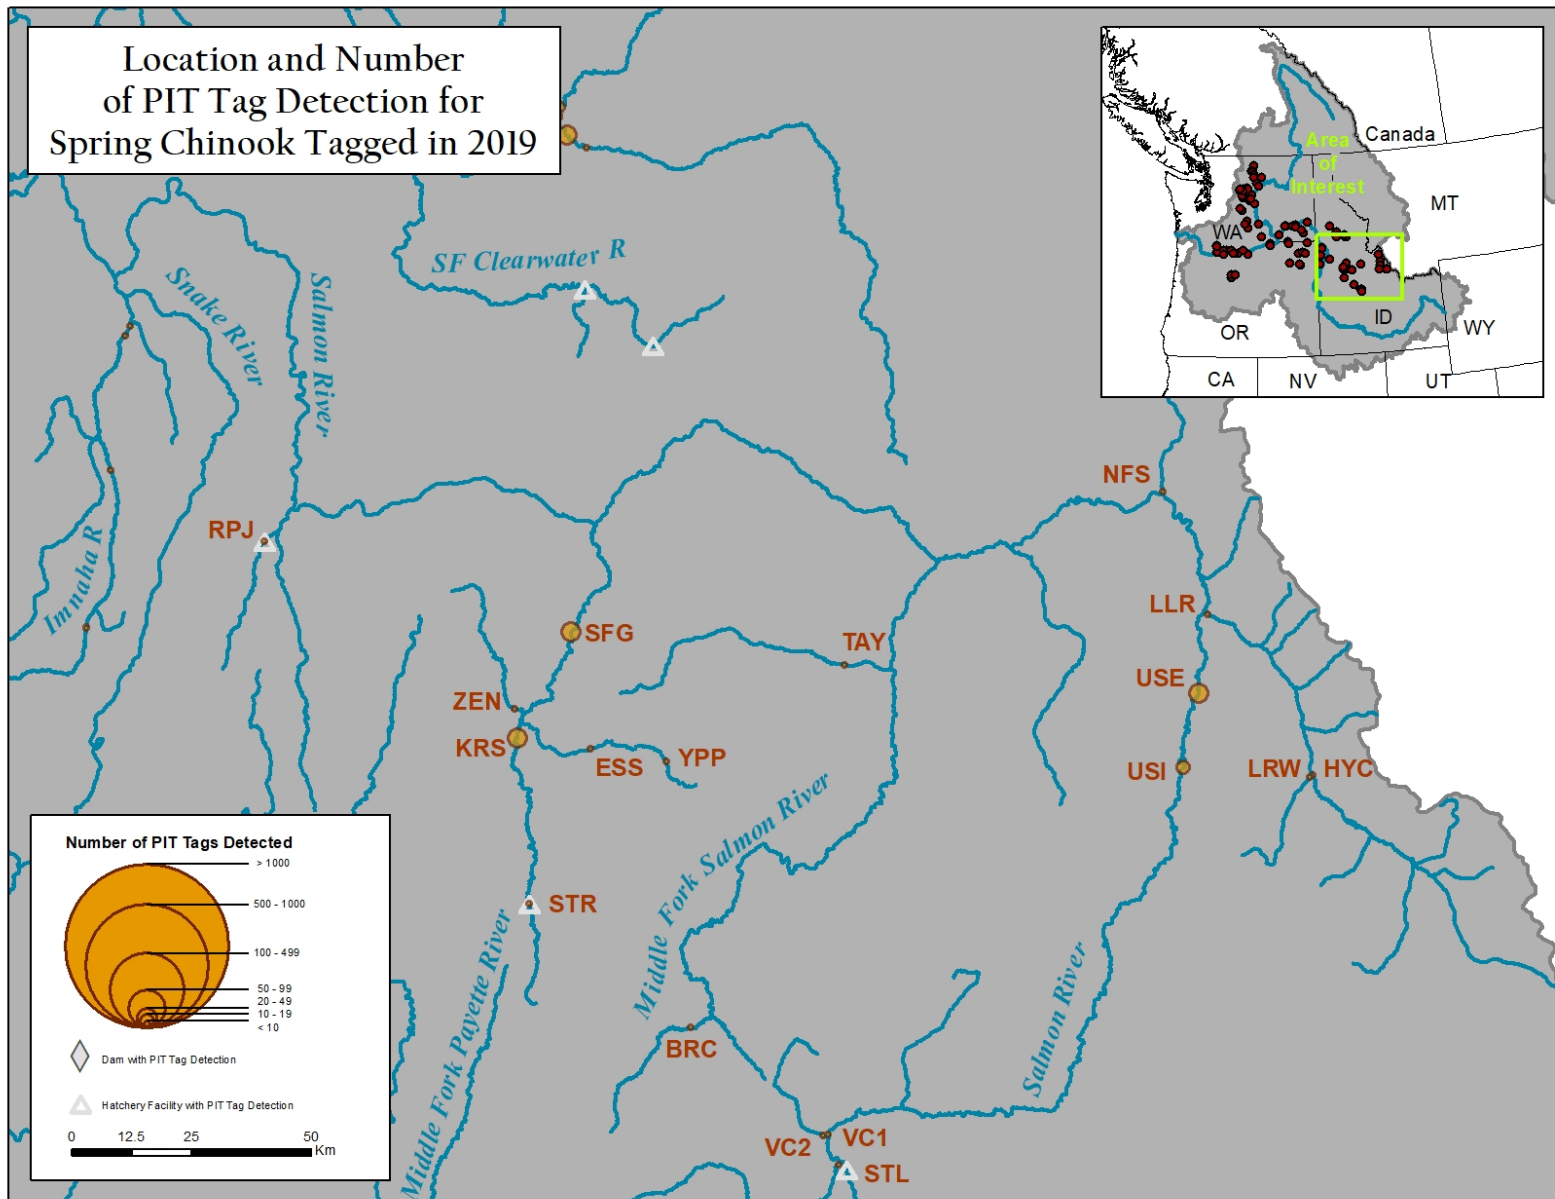 Location and Number
of PIT Tag Detection for
Spring Chinook Tagged in 2019
Canada
Area
of
Interest
MT
WA
OR
ID
WY
CA
NV
UT
SF Clearwater R
Snake River
Salmon River
Imnaha R
RPJ
NFS
SFG
TAY
LLR
ZEN
KRS
ESS
YPP
USE
USI
LRW
HYC
STR
Middle Fork Salmon River
Middle Fork Payette River
Salmon River
BRC
VC2
VC1
STL
Number of PIT Tags Detected
> 1000
500 - 1000
100 - 499
50 - 99
20 - 49
10 - 19
< 10
Dam with PIT Tag Detection
Hatchery Facility with PIT Tag Detection
0 12.5 25 50
Km